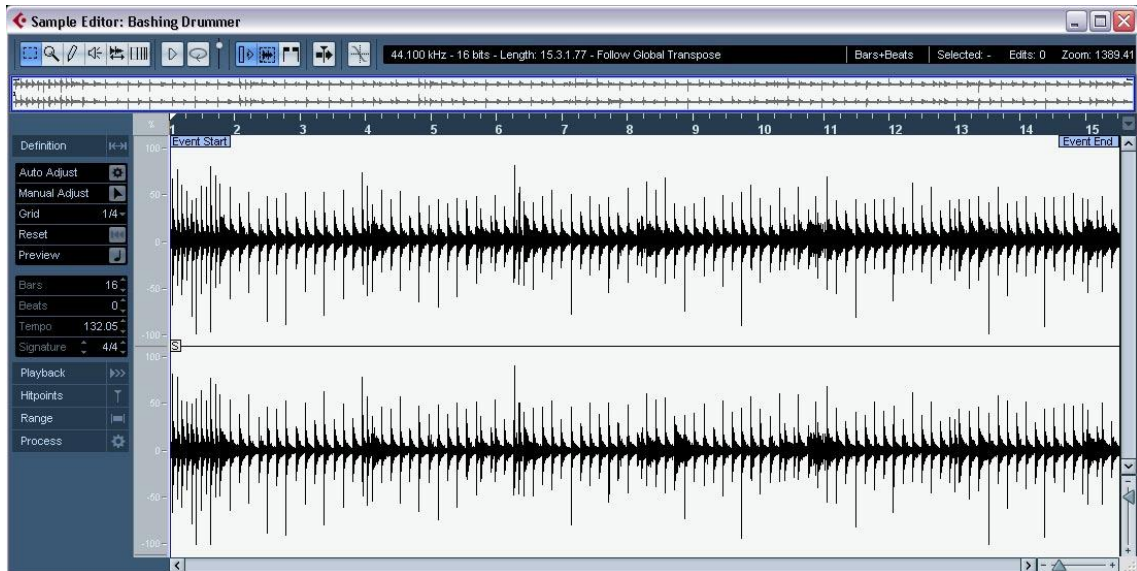 Sample Editor: Bashing Drummer
44.100 kHz - 16 bits - Length: 15.3.1.77 - Follow Global Transpose Bars+Beats Selected: - Edits: 0 Zoom: 1389.41
% 1 2 3 4 5 6 7 8 9 10 11 12 13 14 15
Event Start Event End
Definition
Auto Adjust
Manual Adjust
Grid 1/4
Reset
Preview
Bars 16
Beats 0
Tempo 132.05
Signature 4/4
Playback
Hitpoints
Range
Process
100
50
0
-50
-100
S
100
50
0
-50
-100